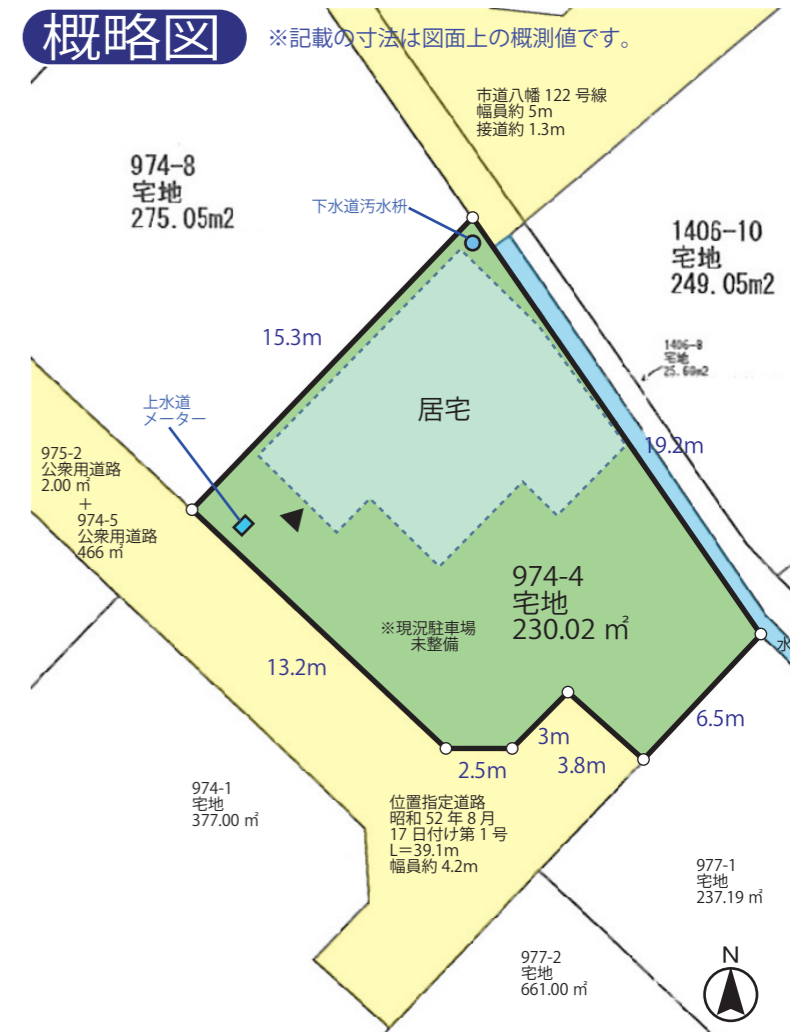 概略図
※記載の寸法は図面上の概測値です。
市道八幡 122 号線
幅員約 5m
接道約 1.3m
974-8
宅地
275.05m2
下水道汚水枡
1406-10
宅地
249.05m2
1406-8
宅地
25.60m2
15.3m
上水道
メーター
居宅
19.2m
975-2
公衆用道路
2.00 ㎡
+
974-5
公衆用道路
466 ㎡
974-4
宅地
230.02 ㎡
※現況駐車場
未整備
水
13.2m
6.5m
3m
2.5m
3.8m
974-1
宅地
377.00 ㎡
位置指定道路
昭和 52 年 8 月
17 日付け第 1 号
L=39.1m
幅員約 4.2m
977-1
宅地
237.19 ㎡
977-2
宅地
661.00 ㎡
N